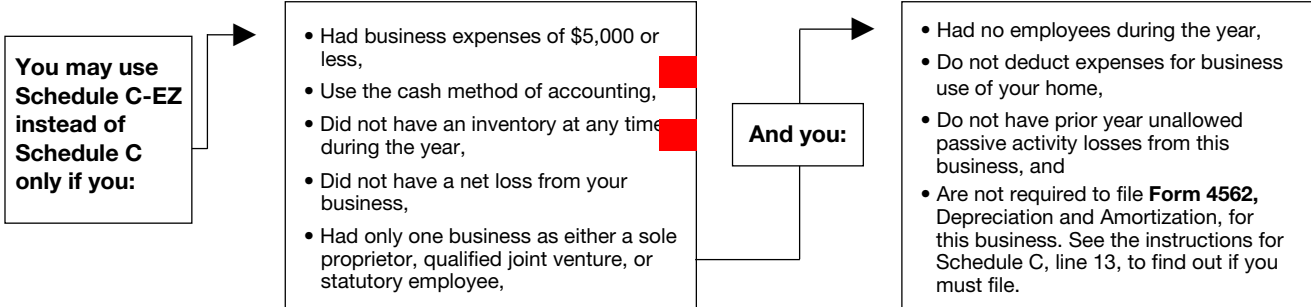 You may use
Schedule C-EZ
instead of
Schedule C
only if you:
• Had business expenses of $5,000 or
less,
• Use the cash method of accounting,
• Did not have an inventory at any time
during the year,
• Did not have a net loss from your
business,
• Had only one business as either a sole
proprietor, qualified joint venture, or
statutory employee,
And you:
• Had no employees during the year,
• Do not deduct expenses for business
use of your home,
• Do not have prior year unallowed
passive activity losses from this
business, and
• Are not required to file Form 4562,
Depreciation and Amortization, for
this business. See the instructions for
Schedule C, line 13, to find out if you
must file.